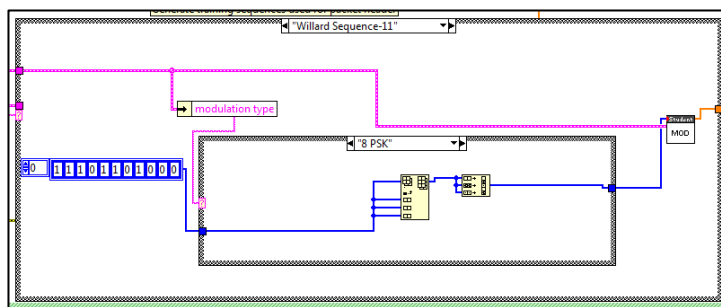 Generate training sequences used for packet header
"Willard Sequence-11"
modulation type
Student
MOD
"8 PSK"
0 1 1 1 0 1 1 0 1 0 0 0